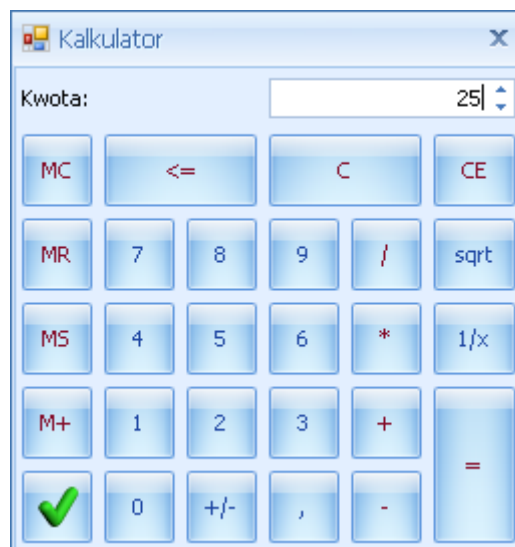 Kalkulator
Kwota: 25
MC <= C CE
MR 7 8 9 / sqrt
MS 4 5 6 * 1/x
M+ 1 2 3 +
=
0 +/- , -